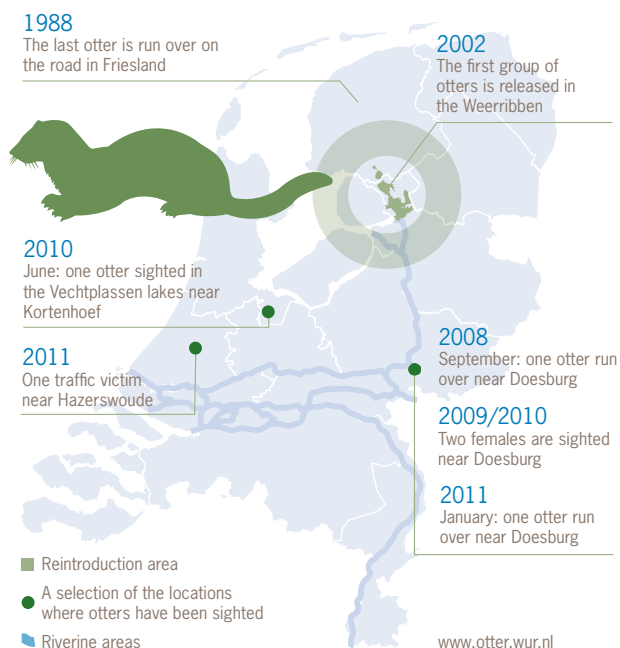 1988
The last otter is run over on
the road in Friesland
2002
The first group of
otters is released in
the Weerribben
2010
June: one otter sighted in
the Vechtplassen lakes near
Kortenhoef
2011
One traffic victim
near Hazerswoude
2008
September: one otter run
over near Doesburg
2009/2010
Two females are sighted
near Doesburg
2011
January: one otter run
over near Doesburg
Reintroduction area
A selection of the locations
where otters have been sighted
Riverine areas
www.otter.wur.nl